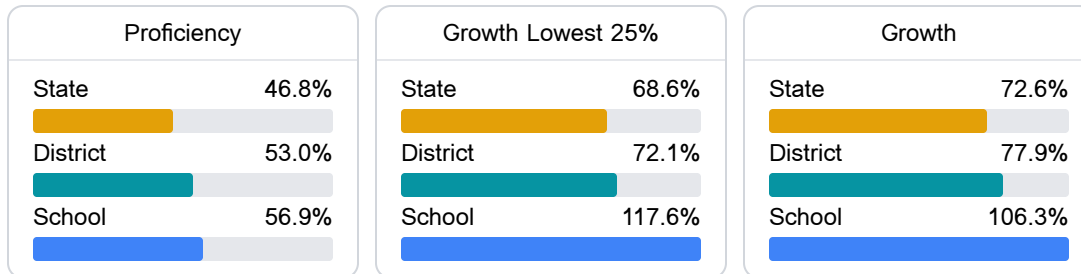 Proficiency
State 46.8%
District 53.0%
School 56.9%
Growth Lowest 25%
State 68.6%
District 72.1%
School 117.6%
Growth
State 72.6%
District 77.9%
School 106.3%